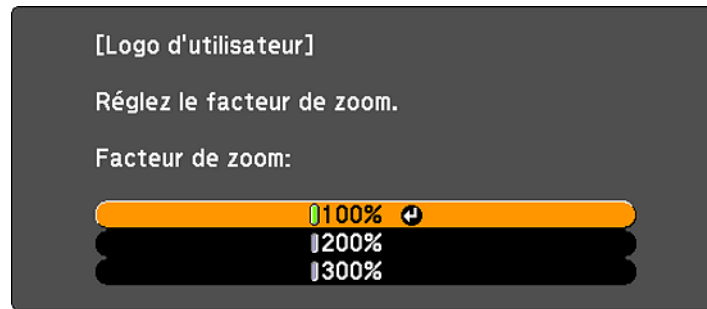 [Logo d'utilisateur]
Réglez le facteur de zoom.
Facteur de zoom:
100%
200%
300%